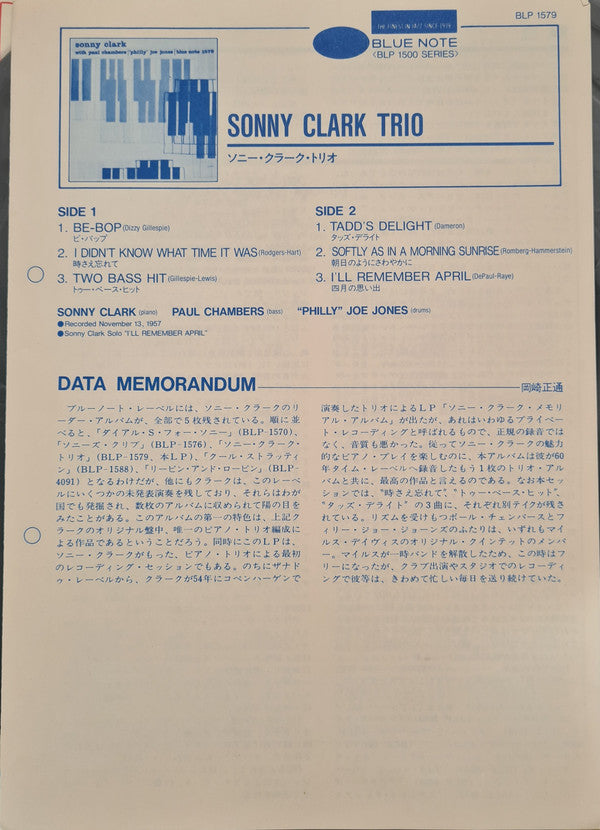 BLP 1579
THE FINEST IN JAZZ SINCE 1939
BLUE NOTE
〈BLP 1500 SERIES〉
sonny clark
with paul chambers "philly" joe jones/blue note 1579
SONNY CLARK TRIO
ソニー・クラーク・トリオ
SIDE 1
1. BE-BOP(Dizzy Gillespie)
ビ・バップ
2. I DIDN'T KNOW WHAT TIME IT WAS(Rodgers-Hart)
時さえ忘れて
3. TWO BASS HIT(Gillespie-Lewis)
トゥー・ベース・ヒット
SIDE 2
1. TADD'S DELIGHT(Dameron)
タッズ・デライト
2. SOFTLY AS IN A MORNING SUNRISE(Romberg-Hammerstein)
朝日のようにさわやかに
3. I'LL REMEMBER APRIL(DePaul-Raye)
四月の思い出
SONNY CLARK (piano) PAUL CHAMBERS (bass) "PHILLY" JOE JONES (drums)
●Recorded November 13, 1957
●Sonny Clark Solo "I'LL REMEMBER APRIL"
DATA MEMORANDUM 岡崎正通
ブルーノート・レーベルには、ソニー・クラークのリ
ーダー・アルバムが、全部で5枚残されている。順に並
べると、「ダイアル・S・フォー・ソニー」(BLP-1570)、
「ソニーズ・クリブ」(BLP-1576)、「ソニー・クラーク・
トリオ」(BLP-1579、本LP)、「クール・ストラッティ
ン」(BLP-1588)、「リーピン・アンド・ローピン」(BLP-
4091)となるわけだが、他にもクラークは、このレーベ
ルにいくつかの未発表演奏を残しており、それらはわが
国でも発掘され、数枚のアルバムに収められて陽の目を
みたことがある。このアルバムの第一の特色は、上記ク
ラークのオリジナル盤中、唯一のピアノ・トリオ編成に
よる作品であるということだろう。同時にこのLPは、
ソニー・クラークがもった、ピアノ・トリオによる最初
のレコーディング・セッションでもある。のちにザナド
ゥ・レーベルから、クラークが54年にコペンハーゲンで
演奏したトリオによるLP「ソニー・クラーク・メモリ
アル・アルバム」が出たが、あれはいわゆるプライベー
ト・レコーディングと呼ばれるもので、正規の録音では
なく、音質も悪かった。従ってソニー・クラークの魅力
的なピアノ・プレイを楽しむのに、本アルバムは彼が60
年タイム・レーベルへ録音したもう1枚のトリオ・アル
バムと共に、最高の作品と言えるのである。なお本セッ
ションでは、"時さえ忘れて"、"トゥー・ベース・ヒット"、
"タッズ・デライト" の3曲に、それぞれ別テイクが残さ
れている。リズムを受けもつポール・チェンバースとフ
ィリー・ジョー・ジョーンズのふたりは、いずれもマイ
ルス・デイヴィスのオリジナル・クインテットのメンバ
ー。マイルスが一時バンドを解散したため、この時はフ
リーになったが、クラブ出演やスタジオでのレコーディ
ングで彼等は、きわめて忙しい毎日を送り続けていた。